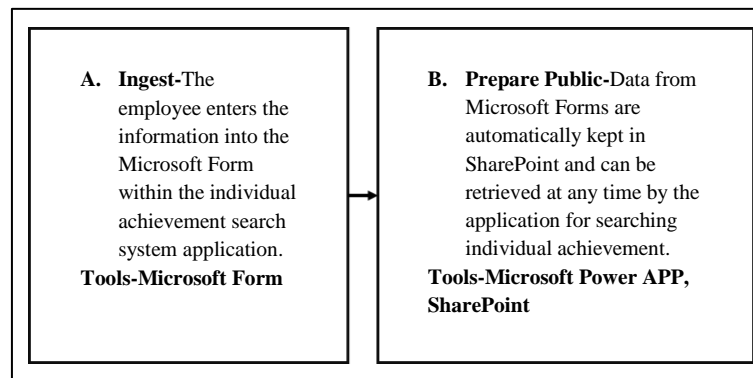 A. Ingest-The
employee enters the
information into the
Microsoft Form
within the individual
achievement search
system application.
Tools-Microsoft Form
B. Prepare Public-Data from
Microsoft Forms are
automatically kept in
SharePoint and can be
retrieved at any time by the
application for searching
individual achievement.
Tools-Microsoft Power APP,
SharePoint